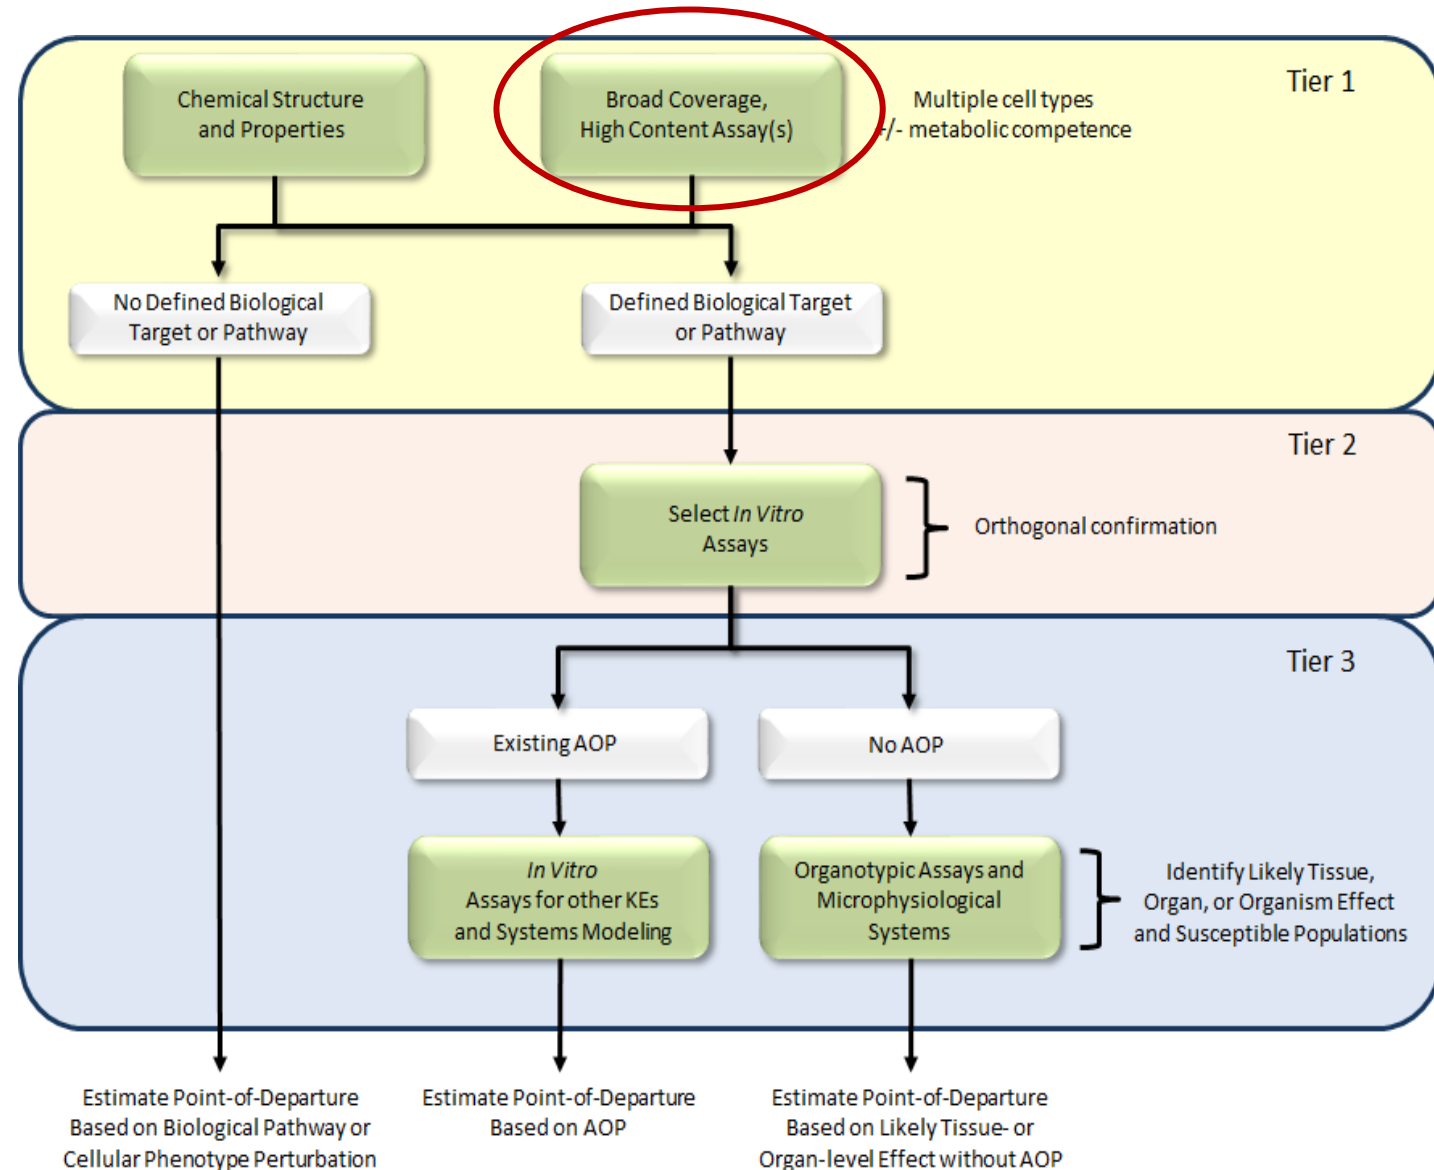 Tier 1
Chemical Structure
and Properties
Broad Coverage,
High Content Assay(s)
Multiple cell types
+/- metabolic competence
No Defined Biological
Target or Pathway
Defined Biological Target
or Pathway
Tier 2
Select In Vitro
Assays
Orthogonal confirmation
Tier 3
Existing AOP
No AOP
In Vitro
Assays for other KEs
and Systems Modeling
Organotypic Assays and
Microphysiological
Systems
Identify Likely Tissue,
Organ, or Organism Effect
and Susceptible Populations
Estimate Point-of-Departure
Based on Biological Pathway or
Cellular Phenotype Perturbation
Estimate Point-of-Departure
Based on AOP
Estimate Point-of-Departure
Based on Likely Tissue- or
Organ-level Effect without AOP